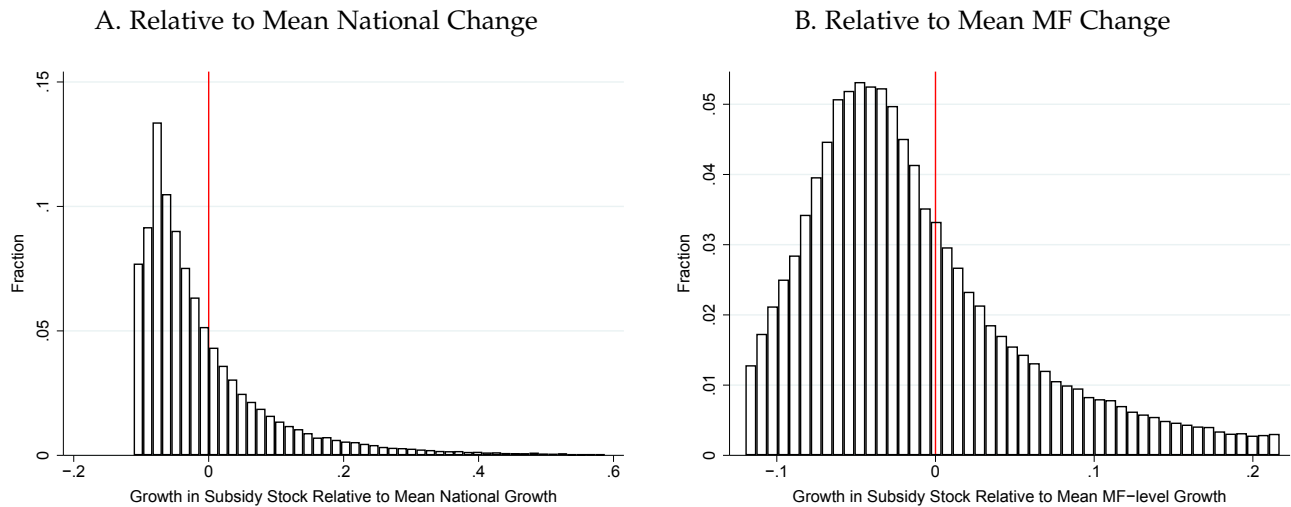 A. Relative to Mean National Change
.15
.1
.05
0
Fraction
−.2 0 .2 .4 .6
Growth in Subsidy Stock Relative to Mean National Growth
B. Relative to Mean MF Change
.05
.04
.03
.02
.01
0
Fraction
−.1 0 .1 .2
Growth in Subsidy Stock Relative to Mean MF−level Growth